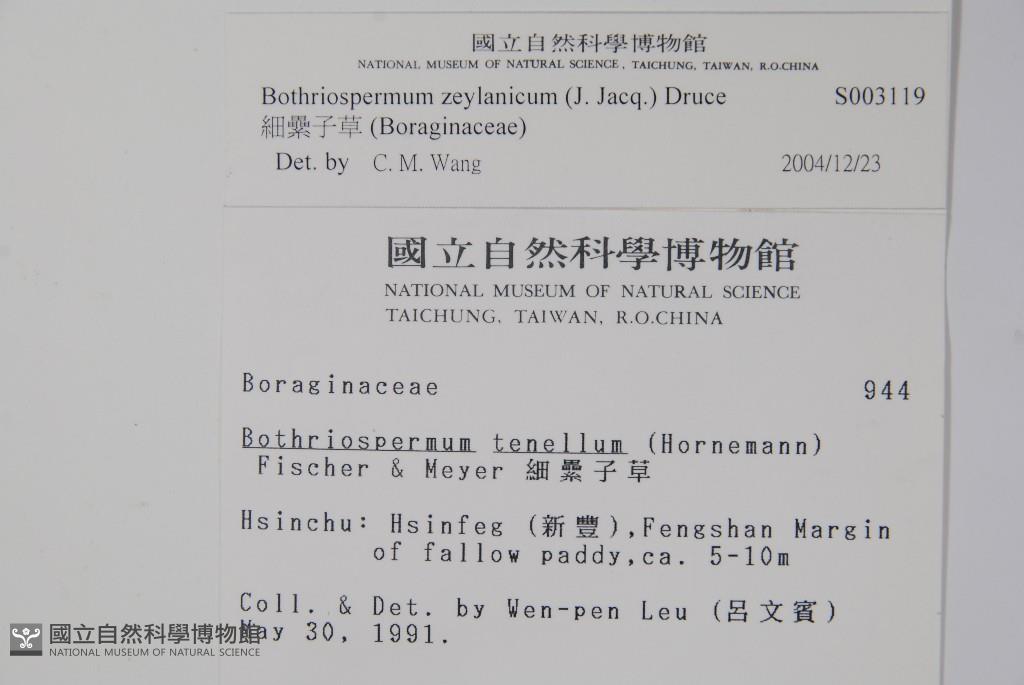 國立自然科學博物館
NATIONAL MUSEUM OF NATURAL SCIENCE, TAICHUNG, TAIWAN, R.O.CHINA
Bothriospermum zeylanicum (J. Jacq.) Druce S003119
細纍子草 (Boraginaceae)
Det. by C. M. Wang 2004/12/23
國立自然科學博物館
NATIONAL MUSEUM OF NATURAL SCIENCE
TAICHUNG, TAIWAN, R.O.CHINA
Boraginaceae 944
Bothriospermum tenellum (Hornemann)
Fischer & Meyer 細纍子草
Hsinchu: Hsinfeg (新豐),Fengshan Margin
of fallow paddy,ca. 5-10m
Coll. & Det. by Wen-pen Leu (呂文賓)
May 30, 1991.
國立自然科學博物館
NATIONAL MUSEUM OF NATURAL SCIENCE